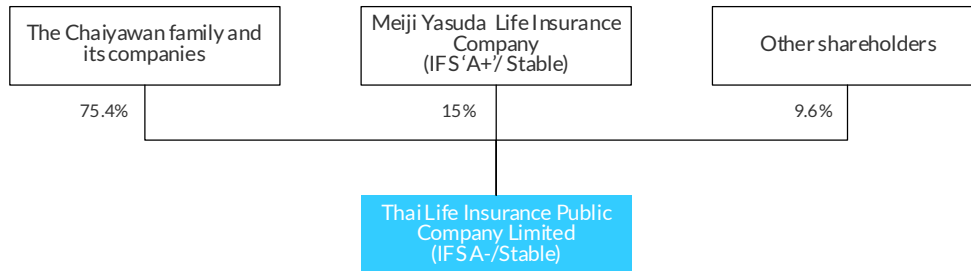 The Chaiyawan family and
its companies
Meiji Yasuda Life Insurance
Company
(IFS ‘A+’/ Stable)
Other shareholders
75.4%
15%
9.6%
Thai Life Insurance Public
Company Limited
(IFS A-/Stable)